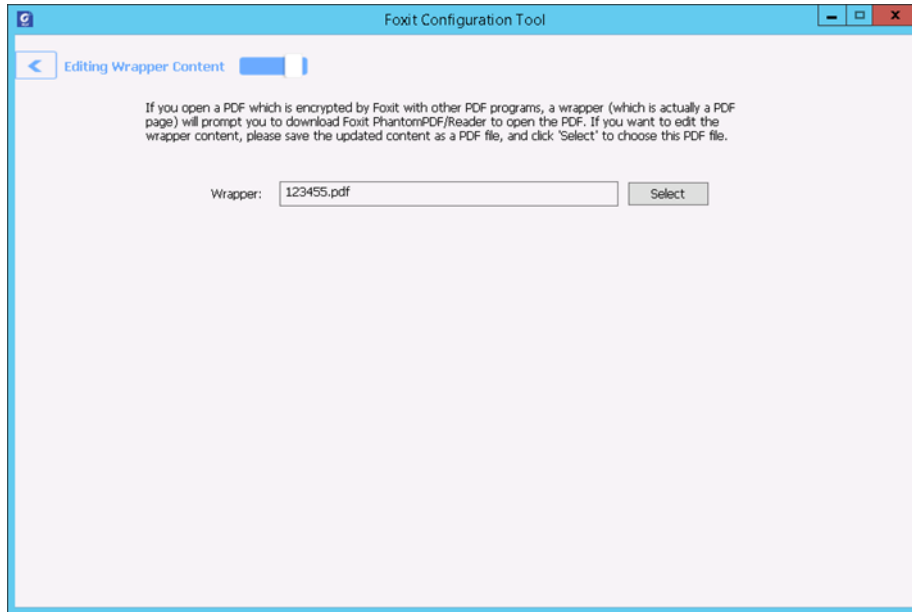 Foxit Configuration Tool
Editing Wrapper Content
If you open a PDF which is encrypted by Foxit with other PDF programs, a wrapper (which is actually a PDF
page) will prompt you to download Foxit PhantomPDF/Reader to open the PDF. If you want to edit the
wrapper content, please save the updated content as a PDF file, and click 'Select' to choose this PDF file.
Wrapper: 123455.pdf Select